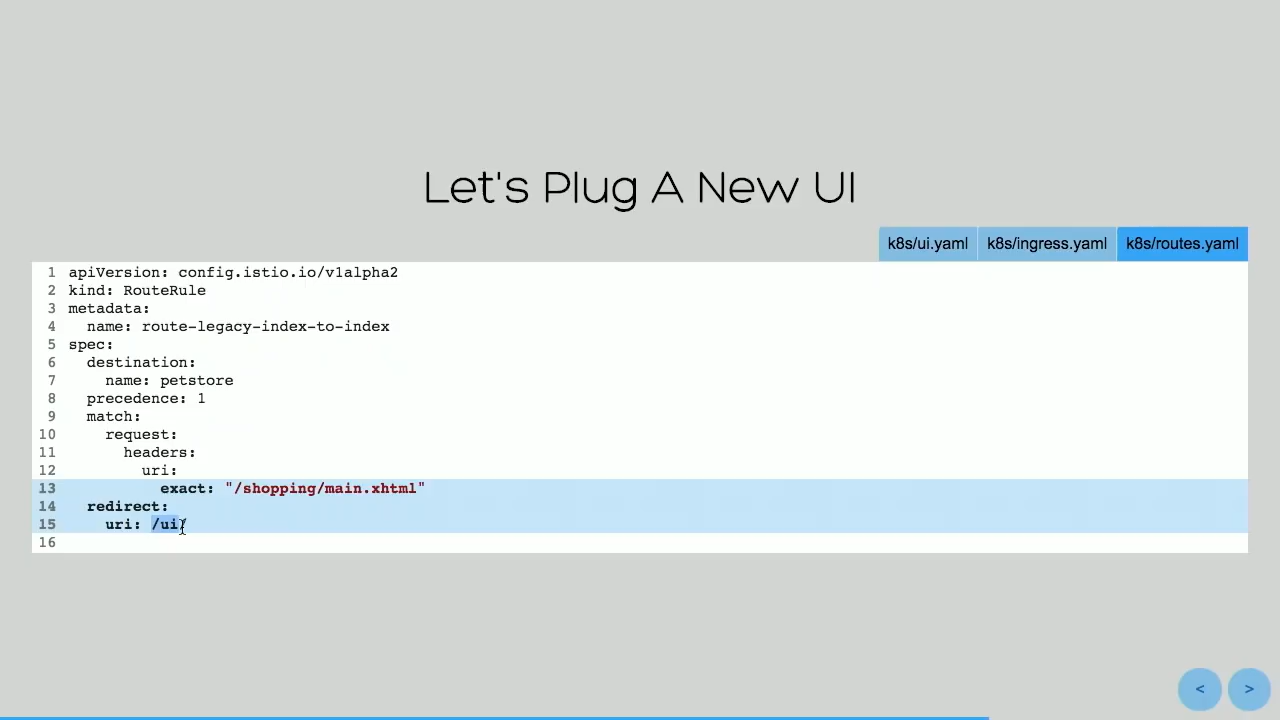 Let's Plug A New UI
k8s/ui.yaml k8s/ingress.yaml k8s/routes.yaml
1 apiVersion: config.istio.io/v1alpha2
2 kind: RouteRule
3 metadata:
4   name: route-legacy-index-to-index
5 spec:
6   destination:
7     name: petstore
8   precedence: 1
9   match:
10     request:
11       headers:
12         uri:
13           exact: "/shopping/main.xhtml"
14   redirect:
15     uri: /ui/
16
< >